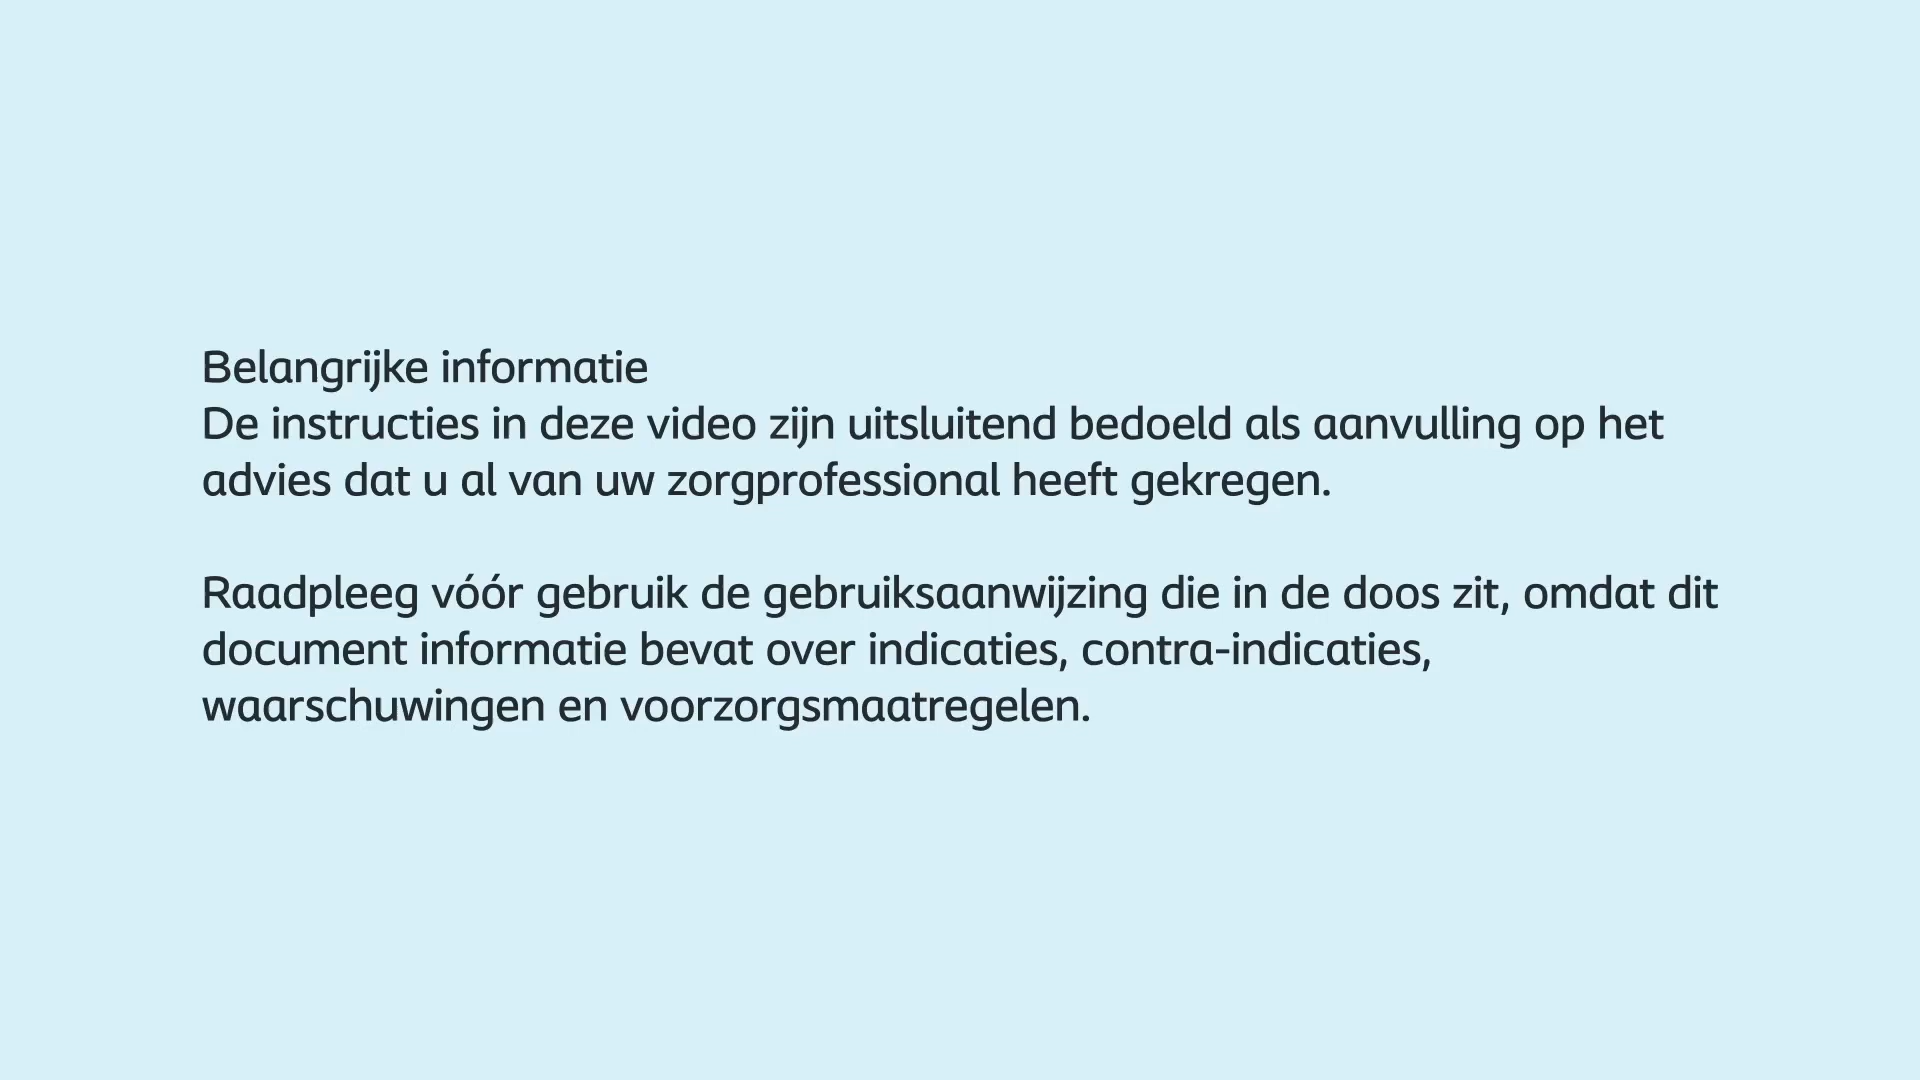 Belangrijke informatie
De instructies in deze video zijn uitsluitend bedoeld als aanvulling op het
advies dat u al van uw zorgprofessional heeft gekregen.
Raadpleeg vóór gebruik de gebruiksaanwijzing die in de doos zit, omdat dit
document informatie bevat over indicaties, contra-indicaties,
waarschuwingen en voorzorgsmaatregelen.